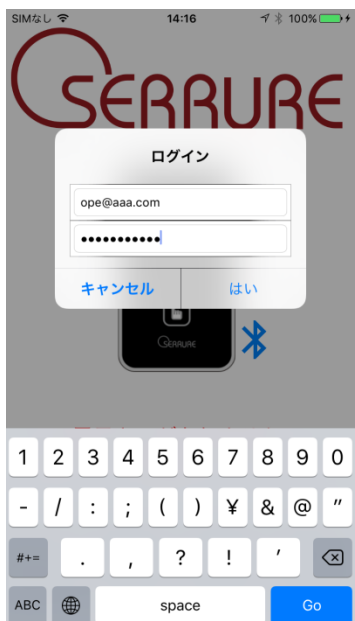 SIMなし 14:16 100%
SERRURE
ログイン
ope@aaa.com
•••••••••••
キャンセル はい
SERRURE
1 2 3 4 5 6 7 8 9 0
- / : ; ( ) ¥ & @ "
#+= . , ? ! '
ABC space Go